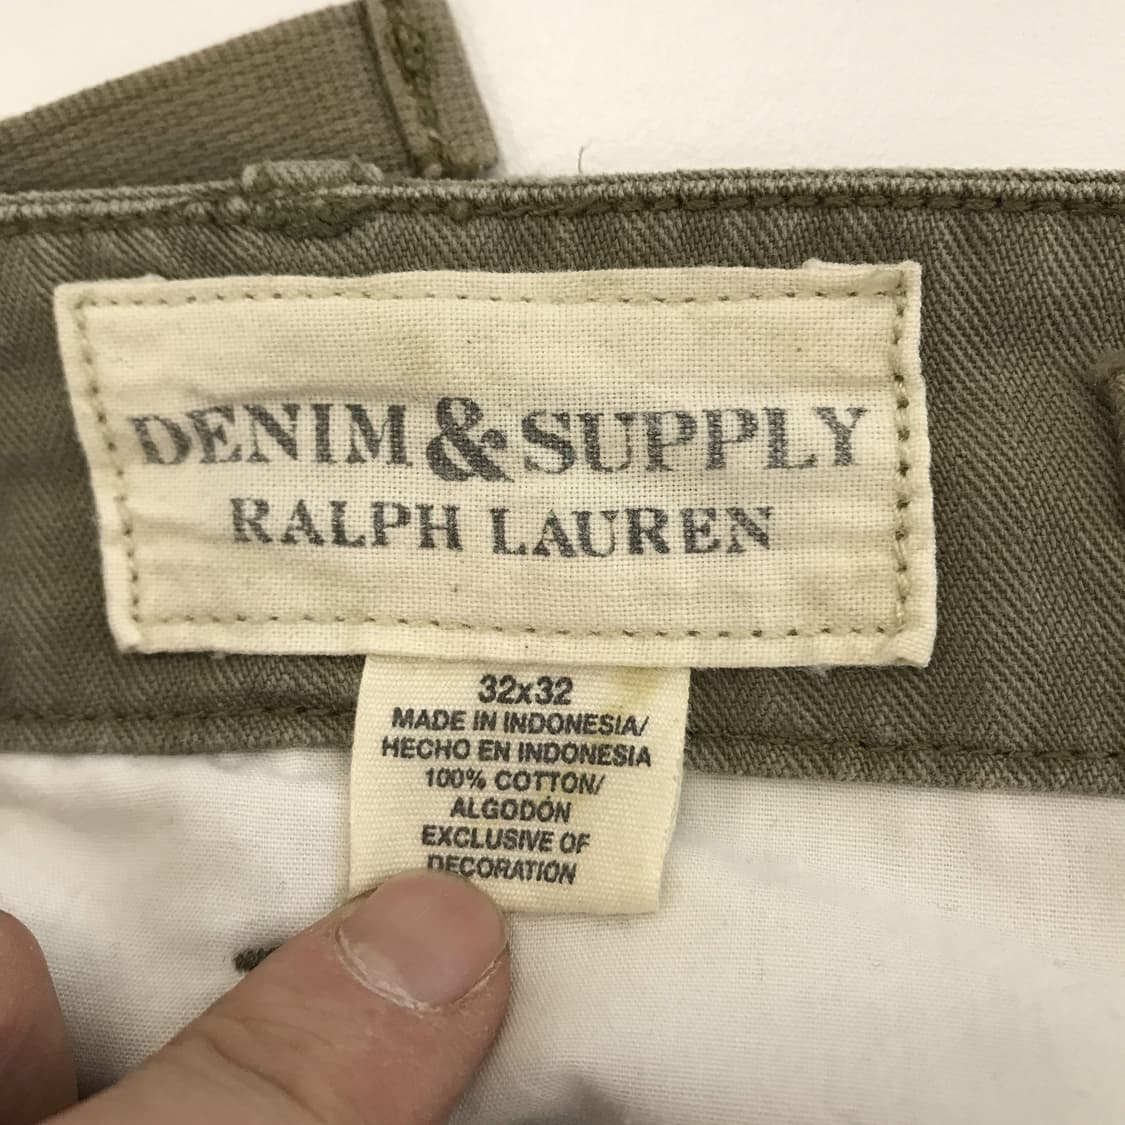 DENIM & SUPPLY
RALPH LAUREN
32x32
MADE IN INDONESIA/
HECHO EN INDONESIA
100% COTTON/
ALGODÓN
EXCLUSIVE OF
DECORATION